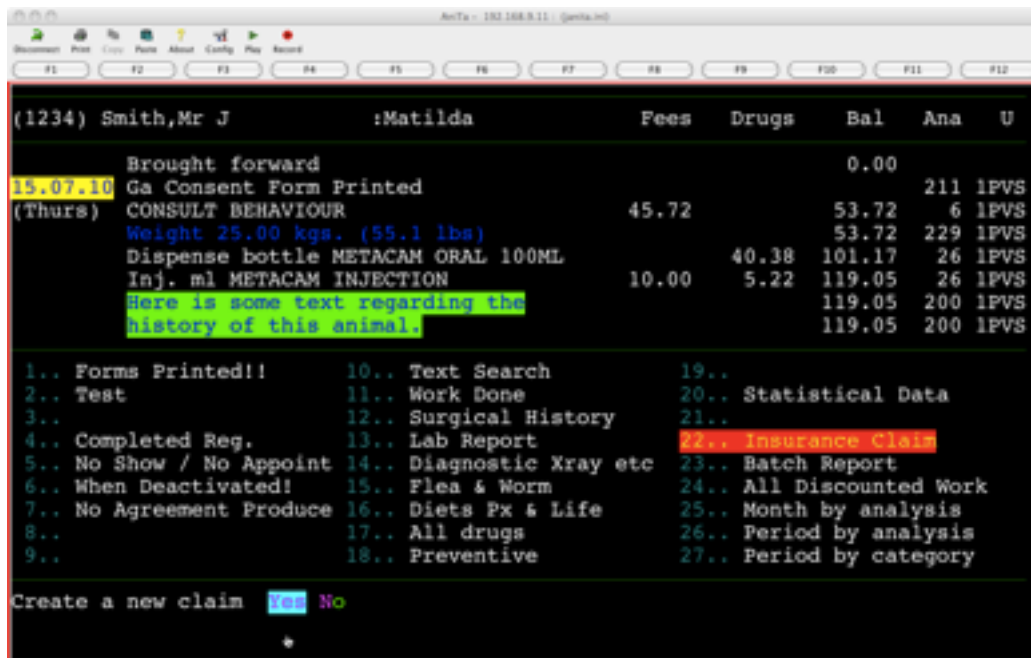 AniTa - 192.168.9.11 - (janita.ini)
Disconnect Print Copy Paste About Config Play Record
F1 F2 F3 F4 F5 F6 F7 F8 F9 F10 F11 F12
(1234) Smith,Mr J :Matilda Fees Drugs Bal Ana U
Brought forward 0.00
15.07.10 Ga Consent Form Printed 211 1PVS
(Thurs) CONSULT BEHAVIOUR 45.72 53.72 6 1PVS
Weight 25.00 kgs. (55.1 lbs) 53.72 229 1PVS
Dispense bottle METACAM ORAL 100ML 40.38 101.17 26 1PVS
Inj. ml METACAM INJECTION 10.00 5.22 119.05 26 1PVS
Here is some text regarding the 119.05 200 1PVS
history of this animal. 119.05 200 1PVS
1.. Forms Printed!! 10.. Text Search 19..
2.. Test 11.. Work Done 20.. Statistical Data
3.. 12.. Surgical History 21..
4.. Completed Reg. 13.. Lab Report 22.. Insurance Claim
5.. No Show / No Appoint 14.. Diagnostic Xray etc 23.. Batch Report
6.. When Deactivated! 15.. Flea & Worm 24.. All Discounted Work
7.. No Agreement Produce 16.. Diets Px & Life 25.. Month by analysis
8.. 17.. All drugs 26.. Period by analysis
9.. 18.. Preventive 27.. Period by category
Create a new claim Yes No